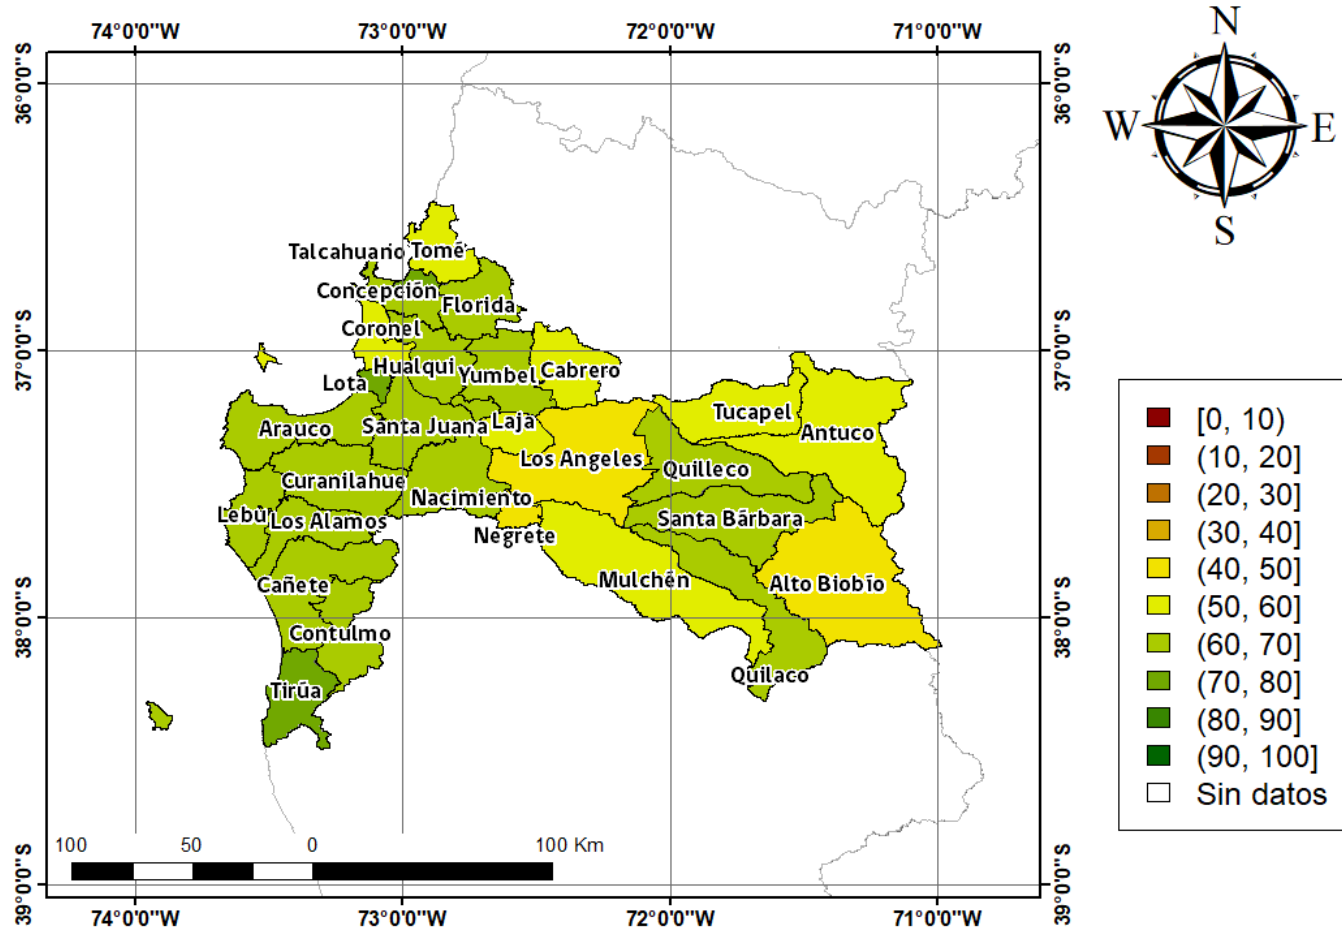 74°0'0"W 73°0'0"W 72°0'0"W 71°0'0"W
N
W E
S
36°0'0"S 36°0'0"S
37°0'0"S 37°0'0"S
38°0'0"S 38°0'0"S
39°0'0"S 39°0'0"S
Talcahuano Tomé
Concepción
Florida
Coronel
Hualqui
Yumbel
Cabrero
Lota
Tucapel
Arauco
Santa Juana
Laja
Antuco
Los Angeles
Quilleco
Curanilahue
Nacimiento
Lebu
Los Alamos
Santa Bárbara
Negrete
Mulchén
Alto Biobío
Cañete
Contulmo
Quilaco
Tirúa
[0, 10)
(10, 20]
(20, 30]
(30, 40]
(40, 50]
(50, 60]
(60, 70]
(70, 80]
(80, 90]
(90, 100]
Sin datos
100 50 0 100 Km
74°0'0"W 73°0'0"W 72°0'0"W 71°0'0"W